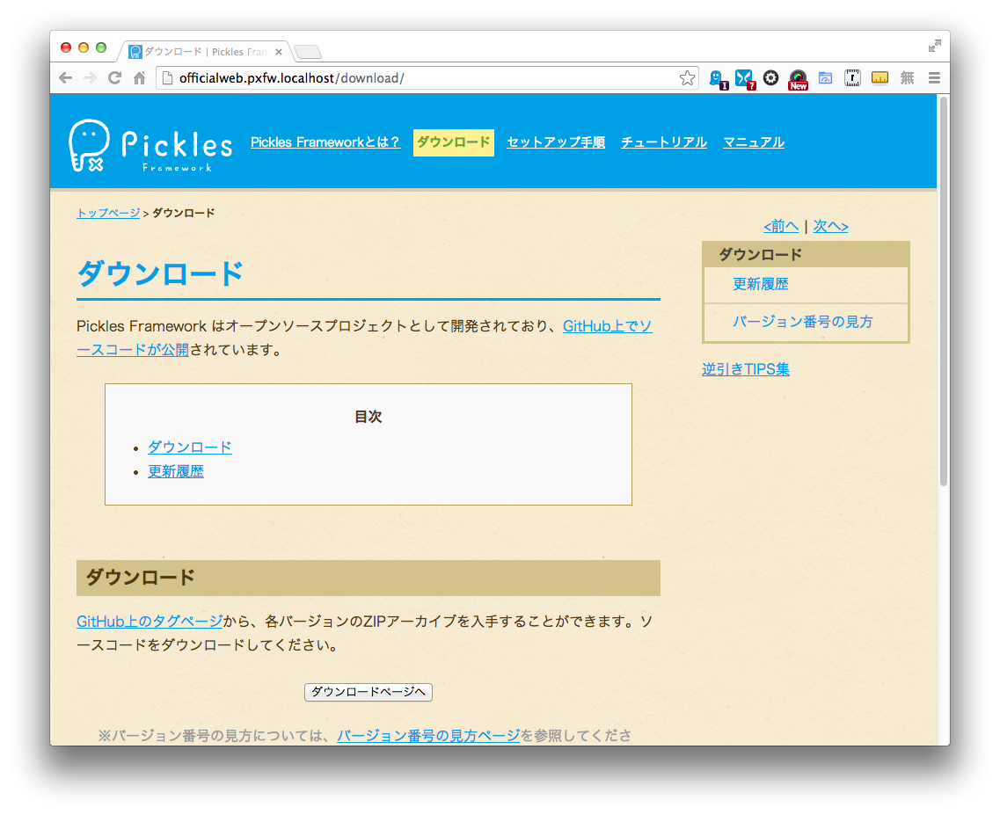 ダウンロード | Pickles Fram
officialweb.pxfw.localhost/download/
1
?
New
r
無
Pickles
Framework
Pickles Frameworkとは?
ダウンロード
セットアップ手順
チュートリアル
マニュアル
トップページ > ダウンロード
<前へ | 次へ>
ダウンロード
更新履歴
バージョン番号の見方
逆引きTIPS集
ダウンロード
Pickles Framework はオープンソースプロジェクトとして開発されており、GitHub上でソ
ースコードが公開されています。
目次
• ダウンロード
• 更新履歴
ダウンロード
GitHub上のタグページから、各バージョンのZIPアーカイブを入手することができます。ソ
ースコードをダウンロードしてください。
ダウンロードページへ
※バージョン番号の見方については、バージョン番号の見方ページを参照してくださ